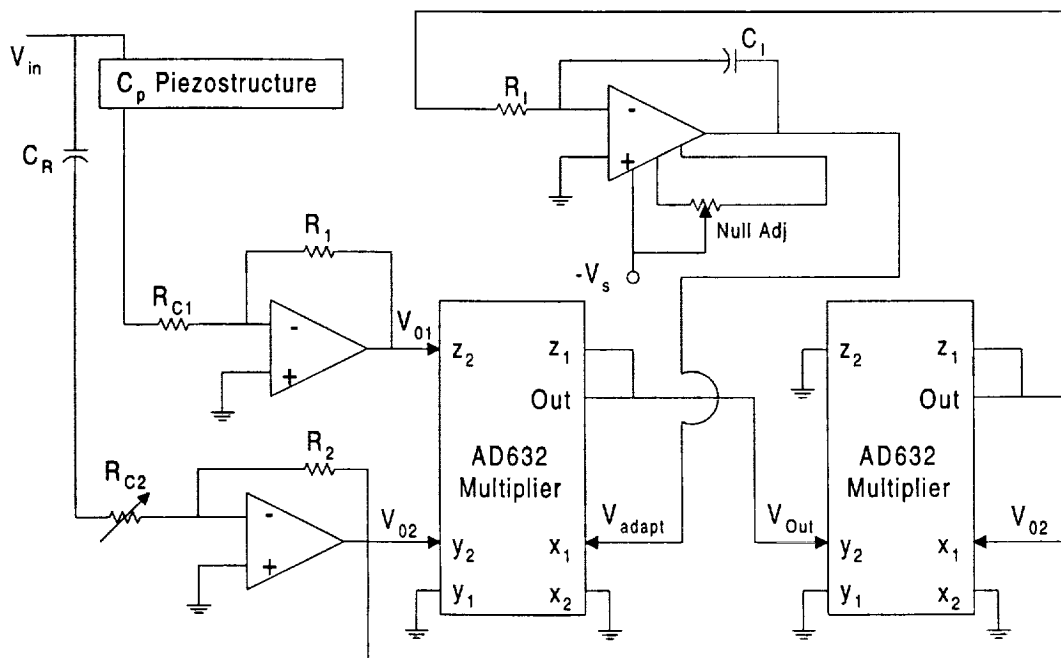 V_in
C_p Piezostructure
C_R
R_I
C_I
-
+
Null Adj
-V_s
R_1
R_C1
-
+
V_01
z_2
z_1
Out
AD632
Multiplier
V_adapt
y_2
x_1
y_1
x_2
R_2
R_C2
-
+
V_02
z_2
z_1
Out
AD632
Multiplier
V_Out
V_02
y_2
x_1
y_1
x_2